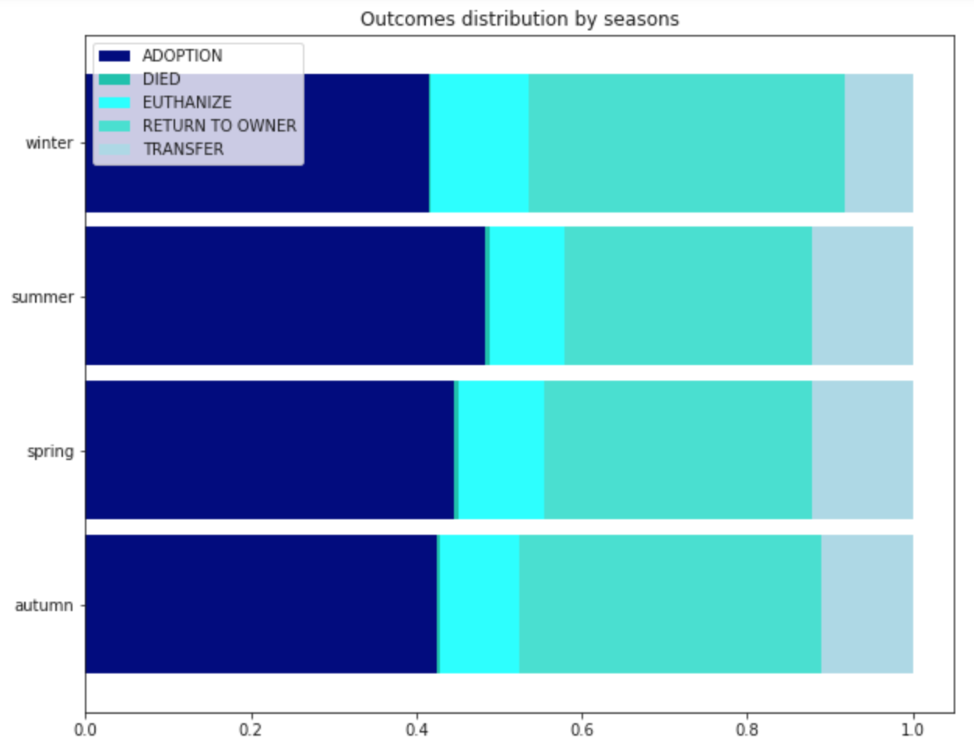 Outcomes distribution by seasons
ADOPTION
DIED
EUTHANIZE
RETURN TO OWNER
TRANSFER
winter
summer
spring
autumn
0.0 0.2 0.4 0.6 0.8 1.0